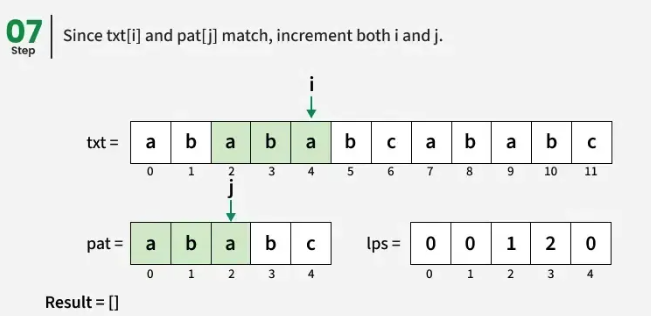 07
Step
Since txt[i] and pat[j] match, increment both i and j.
i
txt = a b a b a b c a b a b c
0 1 2 3 4 5 6 7 8 9 10 11
j
pat = a b a b c lps = 0 0 1 2 0
0 1 2 3 4 0 1 2 3 4
Result = []